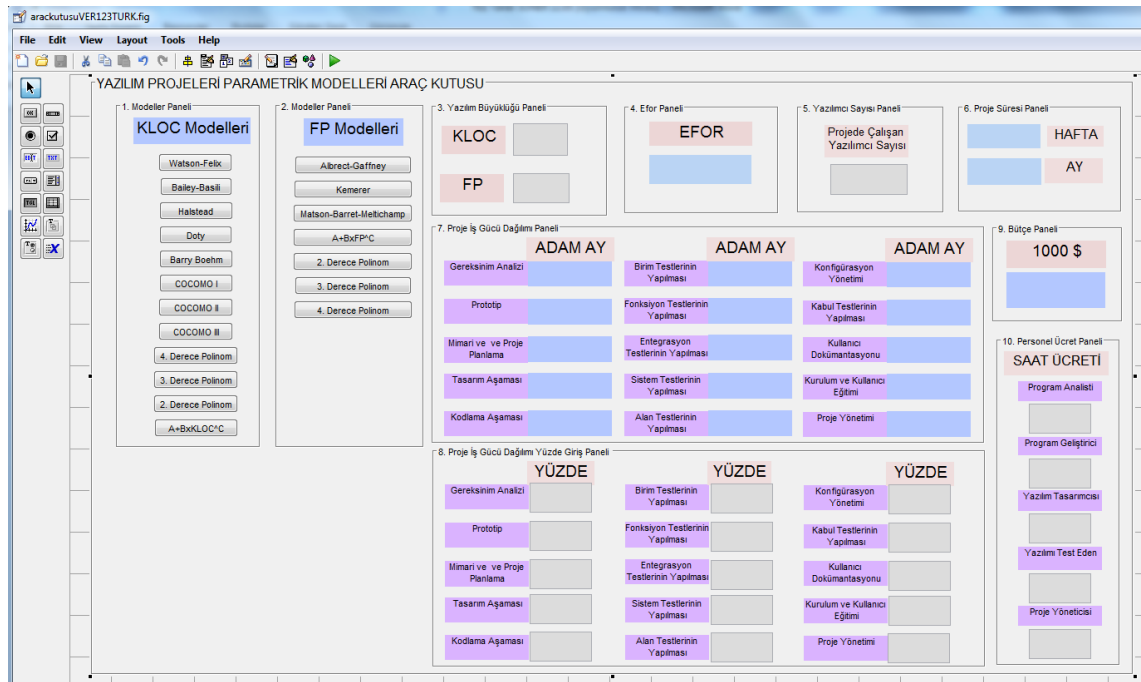 arackutusuVER123TURK.fig
File Edit View Layout Tools Help
YAZILIM PROJELERİ PARAMETRİK MODELLERİ ARAÇ KUTUSU
1. Modeller Paneli
KLOC Modelleri
Watson-Felix
Bailey-Basili
Halstead
Doty
Barry Boehm
COCOMO I
COCOMO II
COCOMO III
4. Derece Polinom
3. Derece Polinom
2. Derece Polinom
A+BxKLOC^C
2. Modeller Paneli
FP Modelleri
Albrect-Gaffney
Kemerer
Matson-Barret-Meltichamp
A+BxFP^C
2. Derece Polinom
3. Derece Polinom
4. Derece Polinom
3. Yazılım Büyüklüğü Paneli
KLOC
FP
4. Efor Paneli
EFOR
5. Yazılımcı Sayısı Paneli
Projede Çalışan
Yazılımcı Sayısı
6. Proje Süresi Paneli
HAFTA
AY
7. Proje İş Gücü Dağılımı Paneli
ADAM AY ADAM AY ADAM AY
Gereksinim Analizi
Prototip
Mimari ve ve Proje
Planlama
Tasarım Aşaması
Kodlama Aşaması
Birim Testlerinin
Yapılması
Fonksiyon Testlerinin
Yapılması
Entegrasyon
Testlerinin Yapılması
Sistem Testlerinin
Yapılması
Alan Testlerinin
Yapılması
Konfigürasyon
Yönetimi
Kabul Testlerinin
Yapılması
Kullanıcı
Dokümantasyonu
Kurulum ve Kullanıcı
Eğitimi
Proje Yönetimi
8. Proje İş Gücü Dağılımı Yüzde Giriş Paneli
YÜZDE YÜZDE YÜZDE
Gereksinim Analizi
Prototip
Mimari ve ve Proje
Planlama
Tasarım Aşaması
Kodlama Aşaması
Birim Testlerinin
Yapılması
Fonksiyon Testlerinin
Yapılması
Entegrasyon
Testlerinin Yapılması
Sistem Testlerinin
Yapılması
Alan Testlerinin
Yapılması
Konfigürasyon
Yönetimi
Kabul Testlerinin
Yapılması
Kullanıcı
Dokümantasyonu
Kurulum ve Kullanıcı
Eğitimi
Proje Yönetimi
9. Bütçe Paneli
1000 $
10. Personel Ücret Paneli
SAAT ÜCRETİ
Program Analisti
Program Geliştirici
Yazılım Tasarımcısı
Yazılımı Test Eden
Proje Yöneticisi